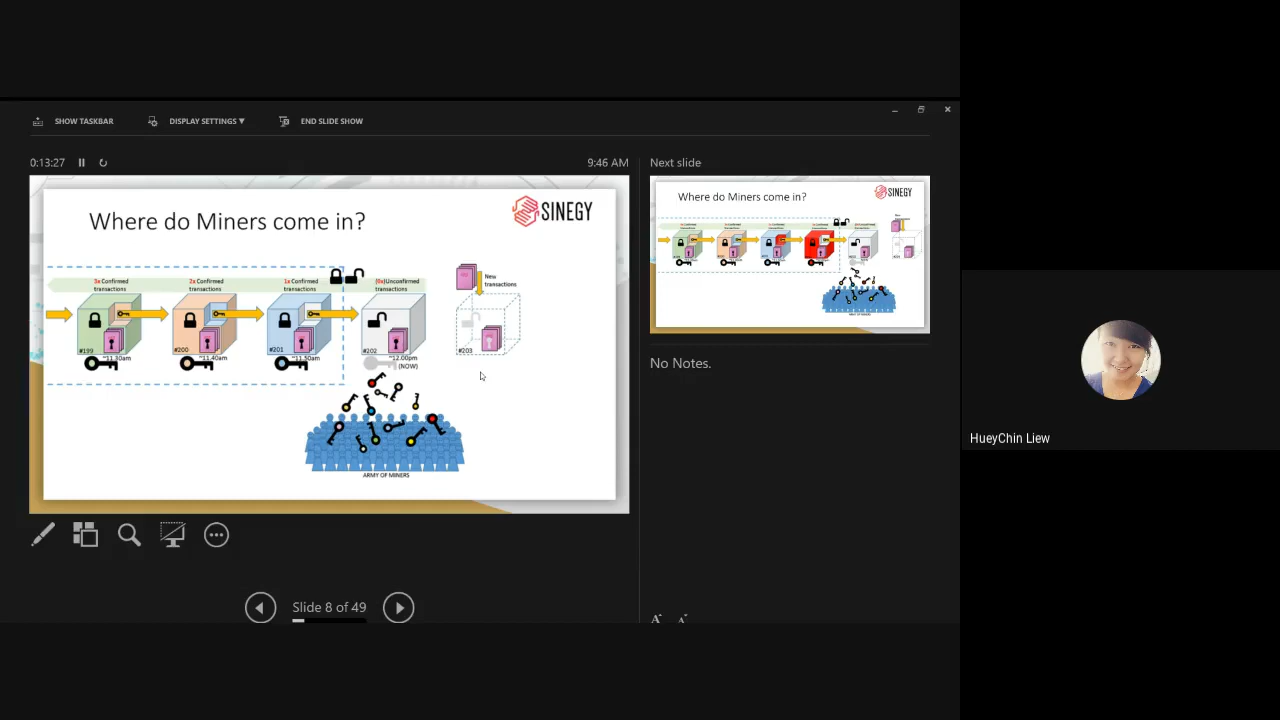 SHOW TASKBAR
DISPLAY SETTINGS ▼
END SLIDE SHOW
0:13:27
9:46 AM
Where do Miners come in?
SINEGY
3x Confirmed
transactions
2x Confirmed
transactions
1x Confirmed
transactions
(0x)Unconfirmed
transactions
New
transactions
#199
~11.30am
#200
~11.40am
#201
~11.50am
#202
~12.00pm
(NOW)
#203
ARMY OF MINERS
Slide 8 of 49
Next slide
Where do Miners come in?
SINEGY
ARMY OF MINERS
No Notes.
A A
HueyChin Liew